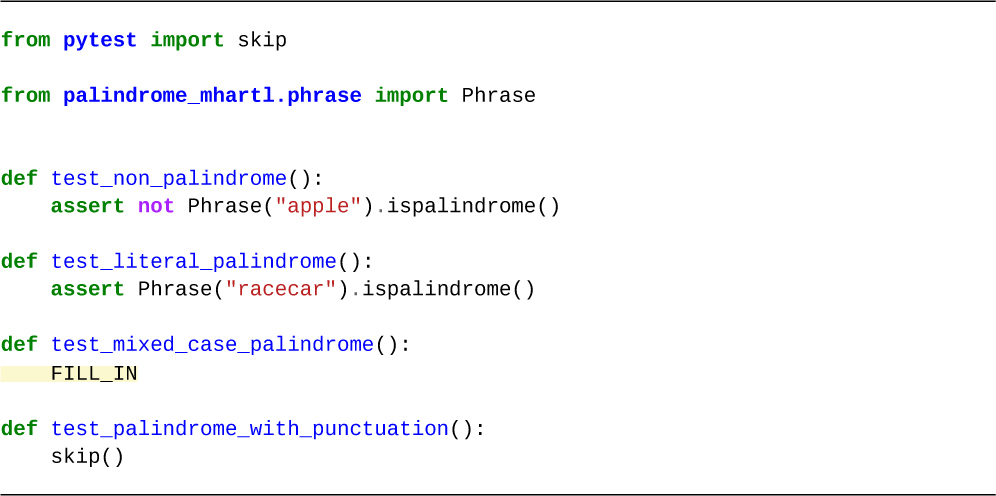 from pytest import skip
from palindrome_mhartl.phrase import Phrase
def test_non_palindrome():
    assert not Phrase("apple").ispalindrome()
def test_literal_palindrome():
    assert Phrase("racecar").ispalindrome()
def test_mixed_case_palindrome():
    FILL_IN
def test_palindrome_with_punctuation():
    skip()